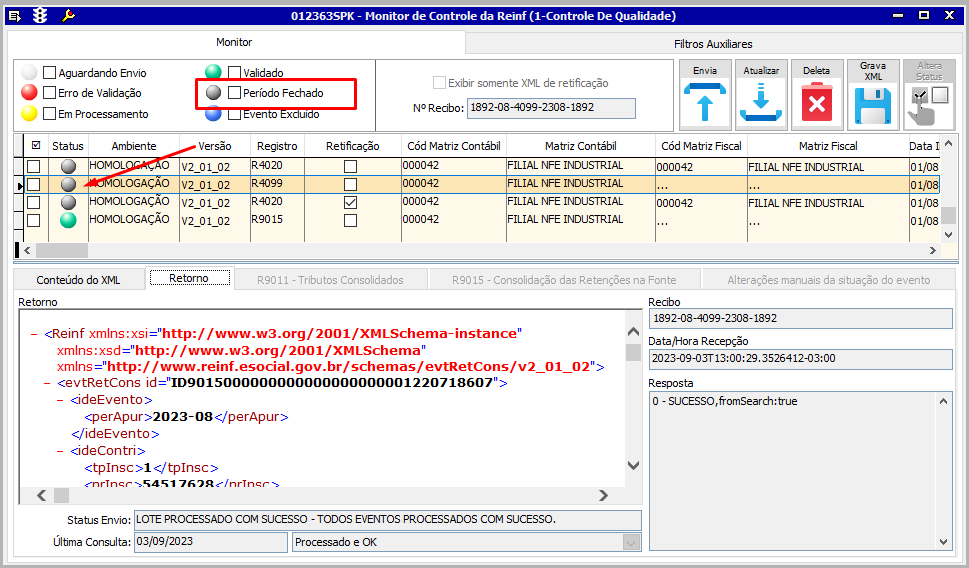 012363SPK - Monitor de Controle da Reinf (1-Controle De Qualidade)
Monitor
Filtros Auxiliares
Aguardando Envio
Validado
Erro de Validação
Período Fechado
Em Processamento
Evento Excluido
Exibir somente XML de retificação
Nº Recibo: 1892-08-4099-2308-1892
Envia
Atualizar
Deleta
Grava
XML
Altera
Status
Status Ambiente Versão Registro Retificação Cód Matriz Contábil Matriz Contábil Cód Matriz Fiscal Matriz Fiscal Data I
HOMOLOGAÇÃO V2_01_02 R4020 000042 FILIAL NFE INDUSTRIAL 000042 FILIAL NFE INDUSTRIAL 01/08
HOMOLOGAÇÃO V2_01_02 R4099 000042 FILIAL NFE INDUSTRIAL ... ... 01/08
HOMOLOGAÇÃO V2_01_02 R4020 000042 FILIAL NFE INDUSTRIAL 000042 FILIAL NFE INDUSTRIAL 01/08
HOMOLOGAÇÃO V2_01_02 R9015 000042 FILIAL NFE INDUSTRIAL ... ... 01/08
Conteúdo do XML
Retorno
R9011 - Tributos Consolidados
R9015 - Consolidação das Retenções na Fonte
Alterações manuais da situação do evento
Retorno
- <Reinf xmlns:xsi="http://www.w3.org/2001/XMLSchema-instance"
xmlns:xsd="http://www.w3.org/2001/XMLSchema"
xmlns="http://www.reinf.esocial.gov.br/schemas/evtRetCons/v2_01_02">
- <evtRetCons id="ID9015000000000000000000001220718607">
- <ideEvento>
<perApur>2023-08</perApur>
</ideEvento>
- <ideContri>
<tpInsc>1</tpInsc>
<nrInsc>54517628</nrInsc>
Status Envio: LOTE PROCESSADO COM SUCESSO - TODOS EVENTOS PROCESSADOS COM SUCESSO.
Última Consulta: 03/09/2023 Processado e OK
Recibo
1892-08-4099-2308-1892
Data/Hora Recepção
2023-09-03T13:00:29.3526412-03:00
Resposta
0 - SUCESSO,fromSearch:true